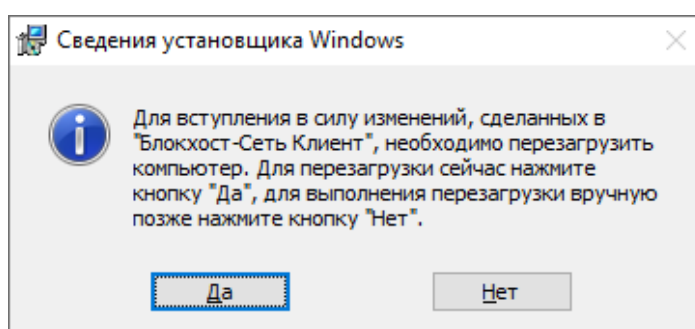 Сведения установщика Windows
Для вступления в силу изменений, сделанных в
"Блокхост-Сеть Клиент", необходимо перезагрузить
компьютер. Для перезагрузки сейчас нажмите
кнопку "Да", для выполнения перезагрузки вручную
позже нажмите кнопку "Нет".
Да
Нет